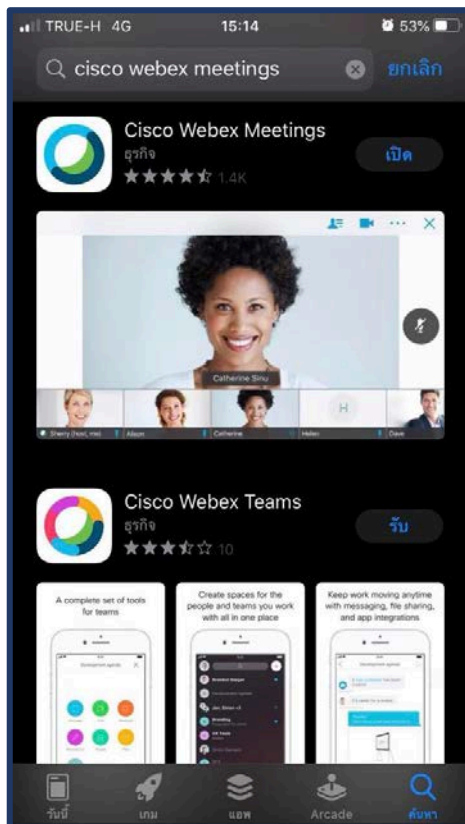 TRUE-H 4G 15:14 53%
cisco webex meetings ยกเลิก
Cisco Webex Meetings
ธุรกิจ
เปิด
1.4K
Catherine Sinu
Sherry (host, me) Alison Catherine Helen Dave
H
Cisco Webex Teams
ธุรกิจ
รับ
10
A complete set of tools
for teams
Create spaces for the
people and teams you work
with all in one place
Keep work moving anytime
with messaging, file sharing,
and app integrations
วันนี้ เกม แอพ Arcade ค้นหา